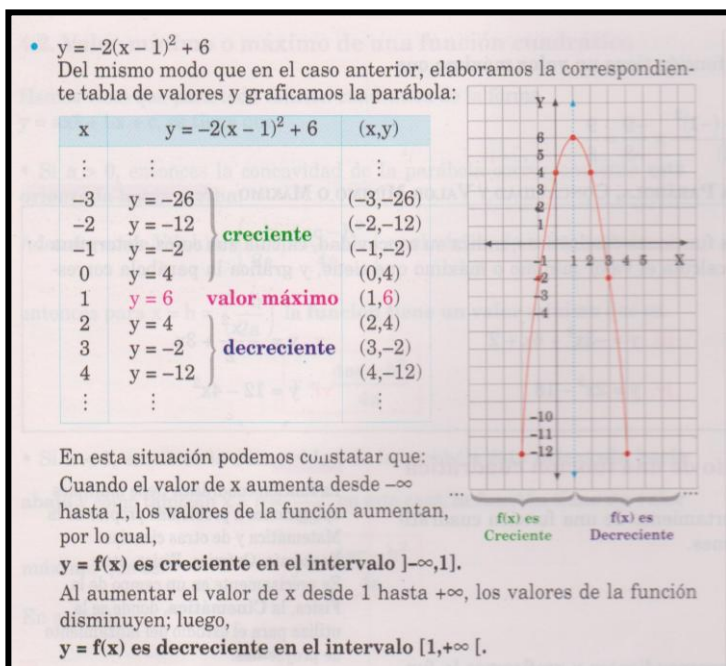 • y = –2(x – 1)² + 6
Del mismo modo que en el caso anterior, elaboramos la correspondien-
te tabla de valores y graficamos la parábola:
x y = –2(x – 1)² + 6 (x,y)
⋮ ⋮ ⋮
–3 y = –26 (–3,–26)
–2 y = –12 (–2,–12)
creciente
–1 y = –2 (–1,–2)
0 y = 4 (0,4)
1 y = 6 valor máximo (1,6)
2 y = 4 (2,4)
3 y = –2 decreciente (3,–2)
4 y = –12 (4,–12)
⋮ ⋮ ⋮
Y
6
5
4
2
1
–1 1 2 3 4 5 X
–2
–3
–4
–10
–11
–12
... ...
f(x) es f(x) es
Creciente Decreciente
En esta situación podemos constatar que:
Cuando el valor de x aumenta desde –∞
hasta 1, los valores de la función aumentan,
por lo cual,
y = f(x) es creciente en el intervalo ]–∞,1].
Al aumentar el valor de x desde 1 hasta +∞, los valores de la función
disminuyen; luego,
y = f(x) es decreciente en el intervalo [1,+∞ [.